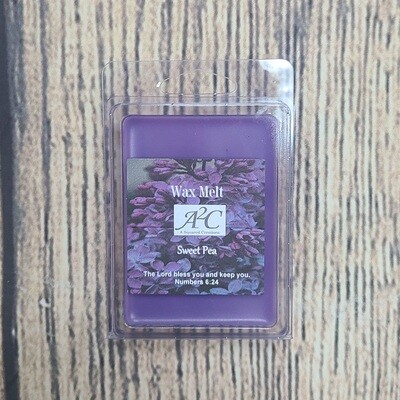 Wax Melt
A2C
Sweet Pea
The Lord bless you and keep you.
Numbers 6:24